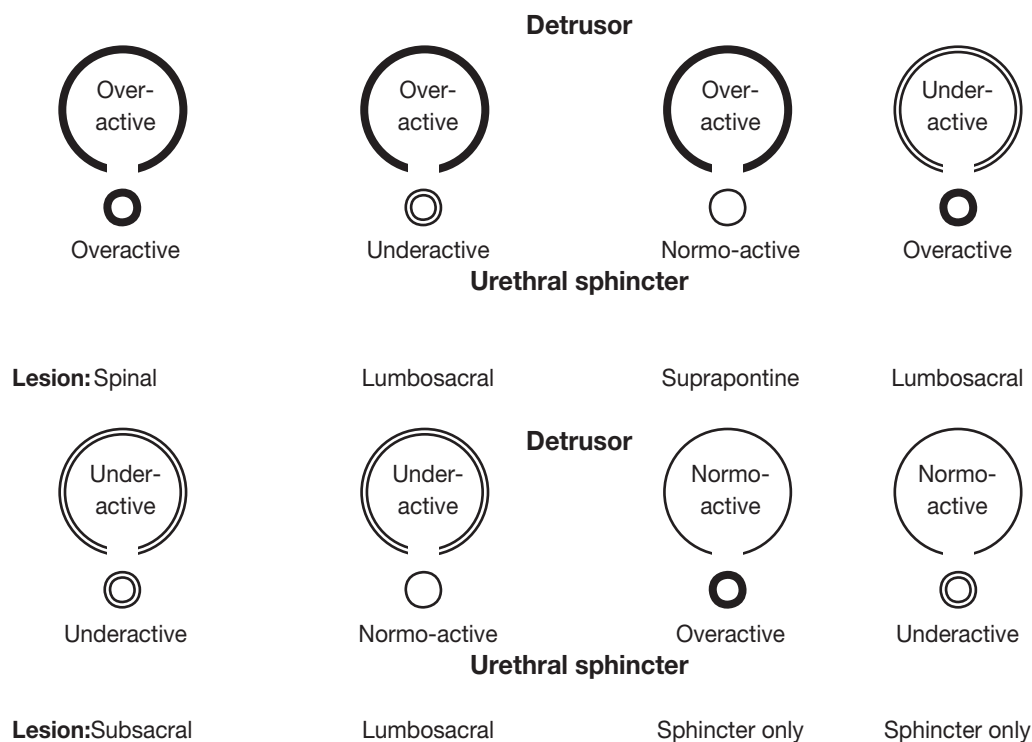 Detrusor
Over- Over- Over- Under-
active active active active
Overactive Underactive Normo-active Overactive
Urethral sphincter
Lesion: Spinal Lumbosacral Suprapontine Lumbosacral
Detrusor
Under- Under- Normo- Normo-
active active active active
Underactive Normo-active Overactive Underactive
Urethral sphincter
Lesion:Subsacral Lumbosacral Sphincter only Sphincter only